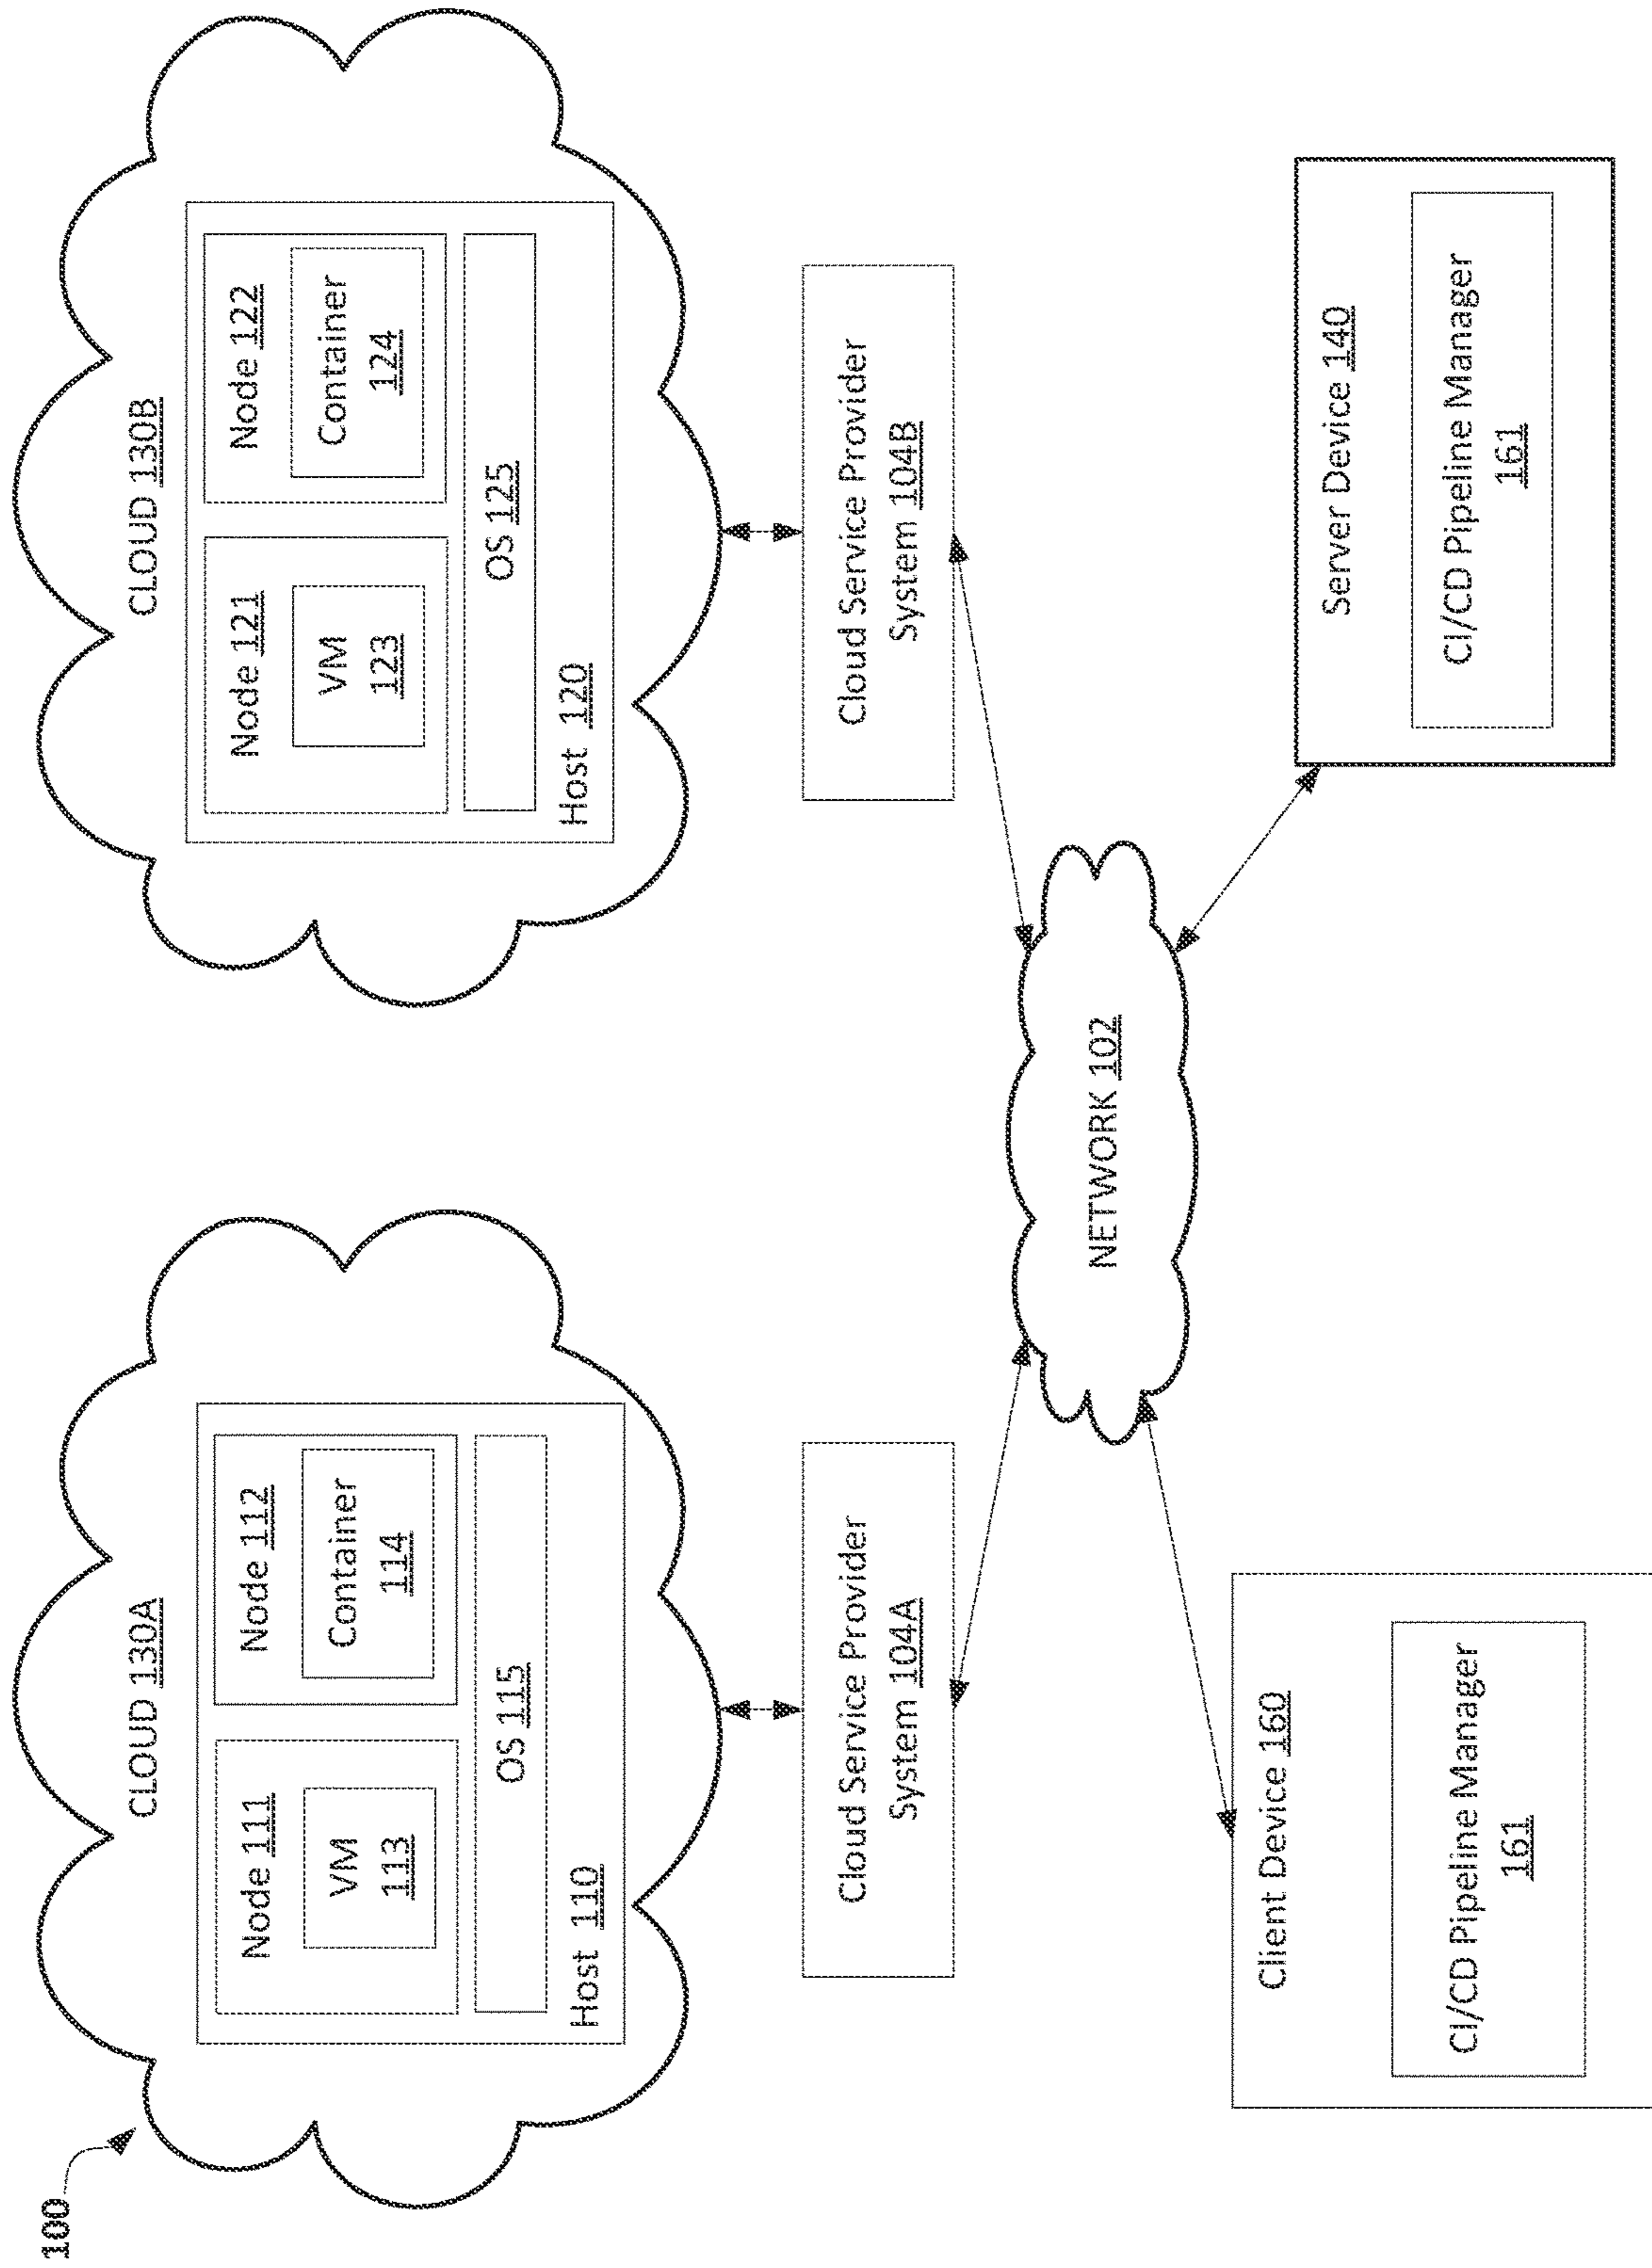 100
CLOUD 130A
Node 111
VM
113
Node 112
Container
114
OS 115
Host 110
CLOUD 130B
Node 121
VM
123
Node 122
Container
124
OS 125
Host 120
Cloud Service Provider
System 104A
Cloud Service Provider
System 104B
NETWORK 102
Client Device 160
CI/CD Pipeline Manager
161
Server Device 140
CI/CD Pipeline Manager
161